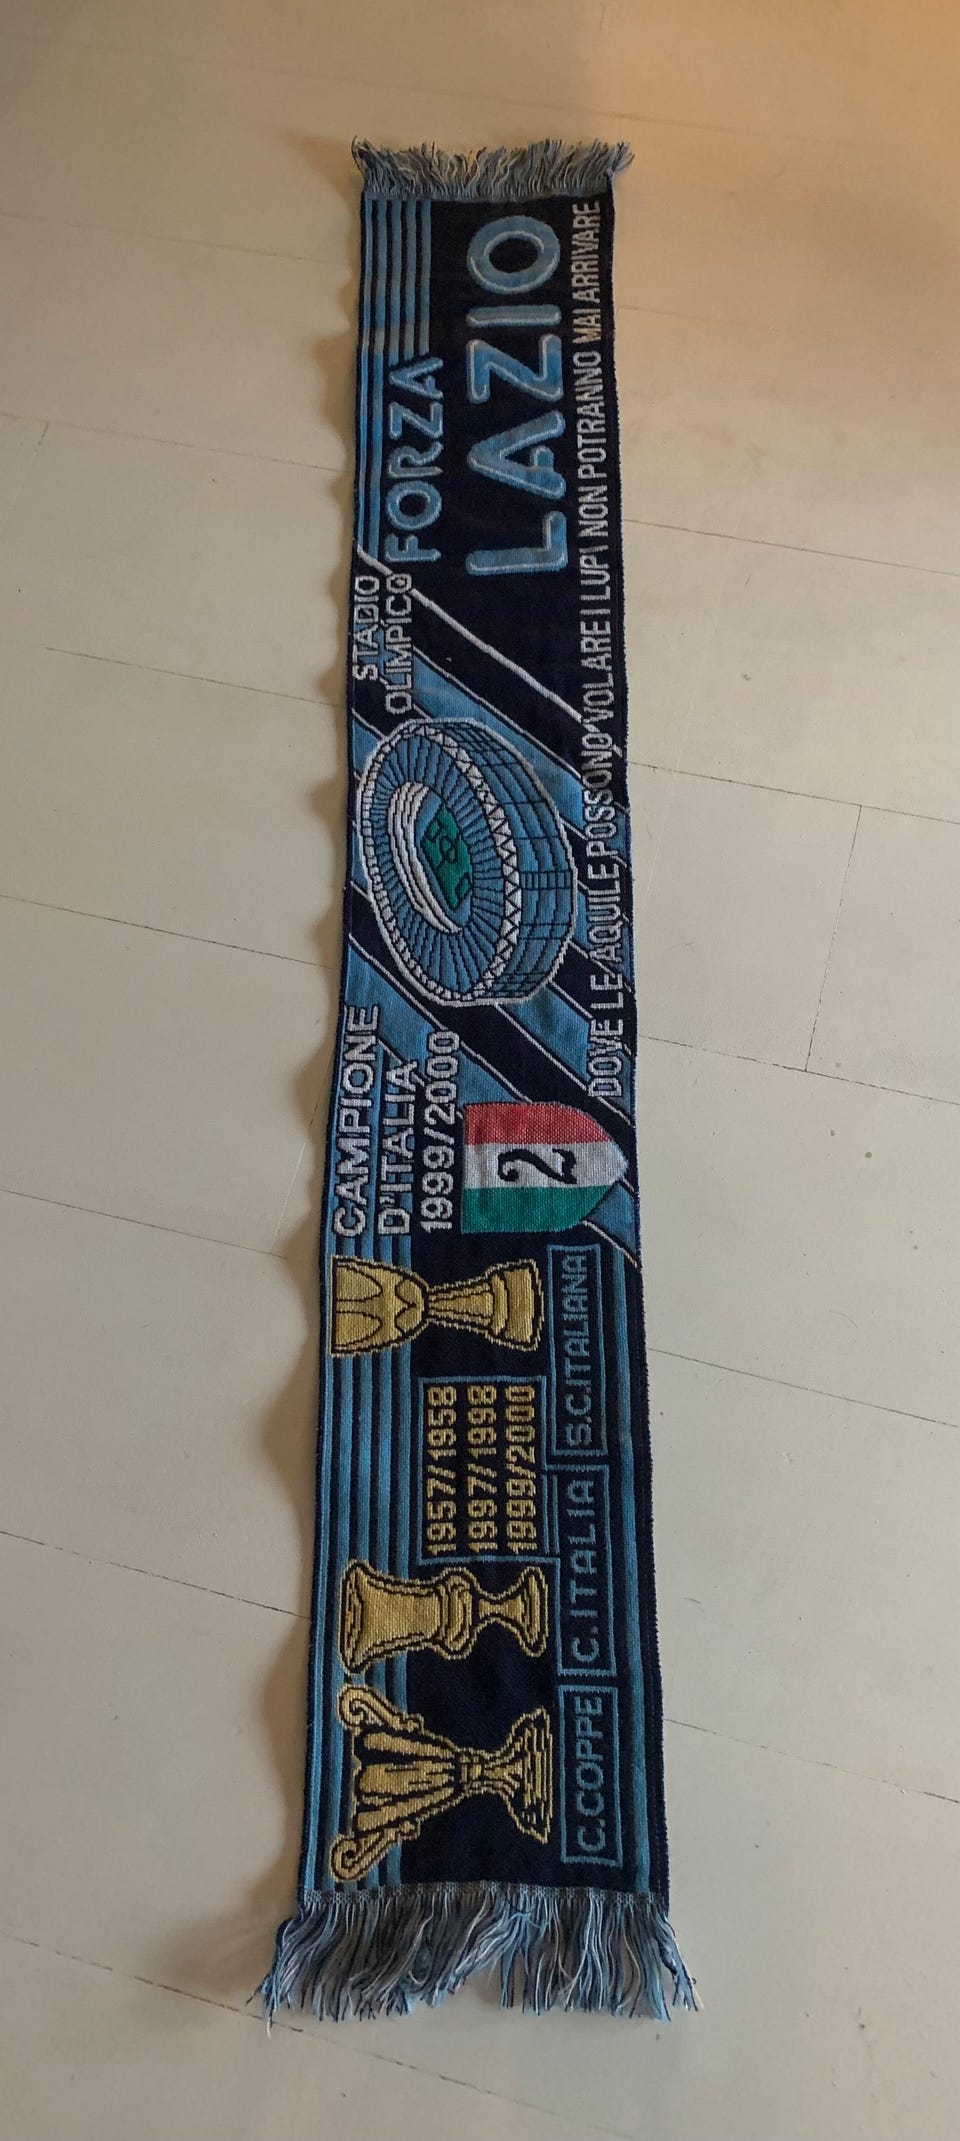 C.COPPE
C.ITALIA
S.C.ITALIANA
1957/1958
1997/1998
1999/2000
CAMPIONE
D'ITALIA
1999/2000
2
STADIO
OLIMPICO
FORZA
LAZIO
DOVE LE AQUILE POSSONO VOLARE I LUPI NON POTRANNO MAI ARRIVARE